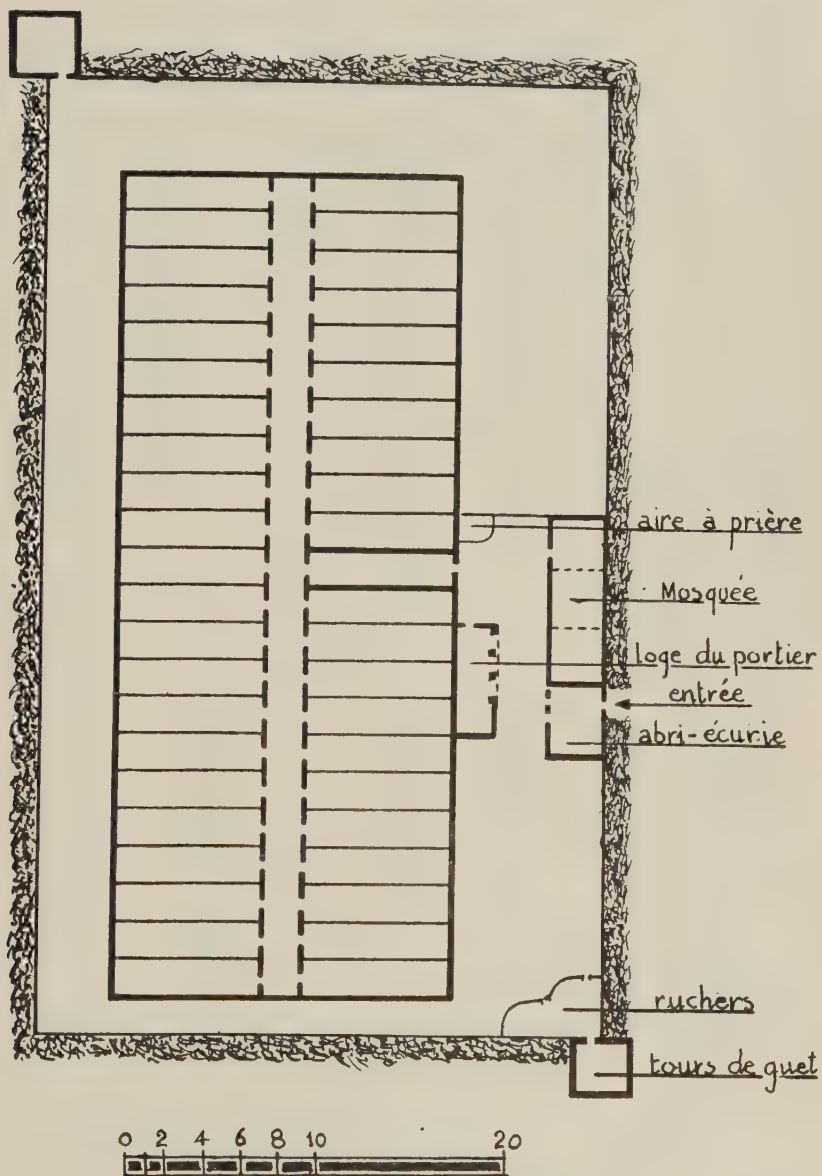 aire à prière
Mosquée
loge du portier
entrée
abri-écurie
ruchers
tours de guet
0 2 4 6 8 10 20